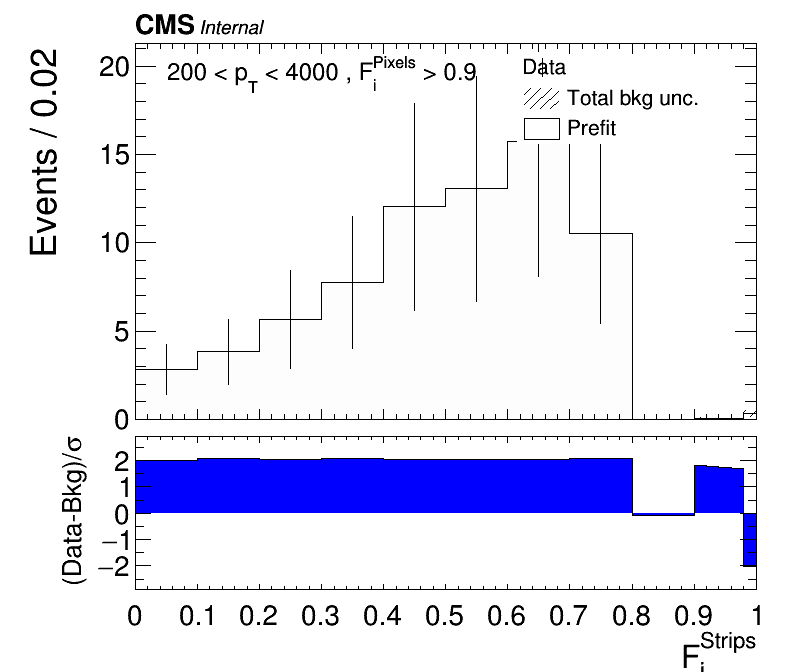 CMS Internal
200 < p_T < 4000 , F_i^Pixels > 0.9
Data
Total bkg unc.
Prefit
Events / 0.02
20
15
10
5
0
(Data-Bkg)/σ
2
1
0
−1
−2
0 0.1 0.2 0.3 0.4 0.5 0.6 0.7 0.8 0.9 1
F_i^Strips